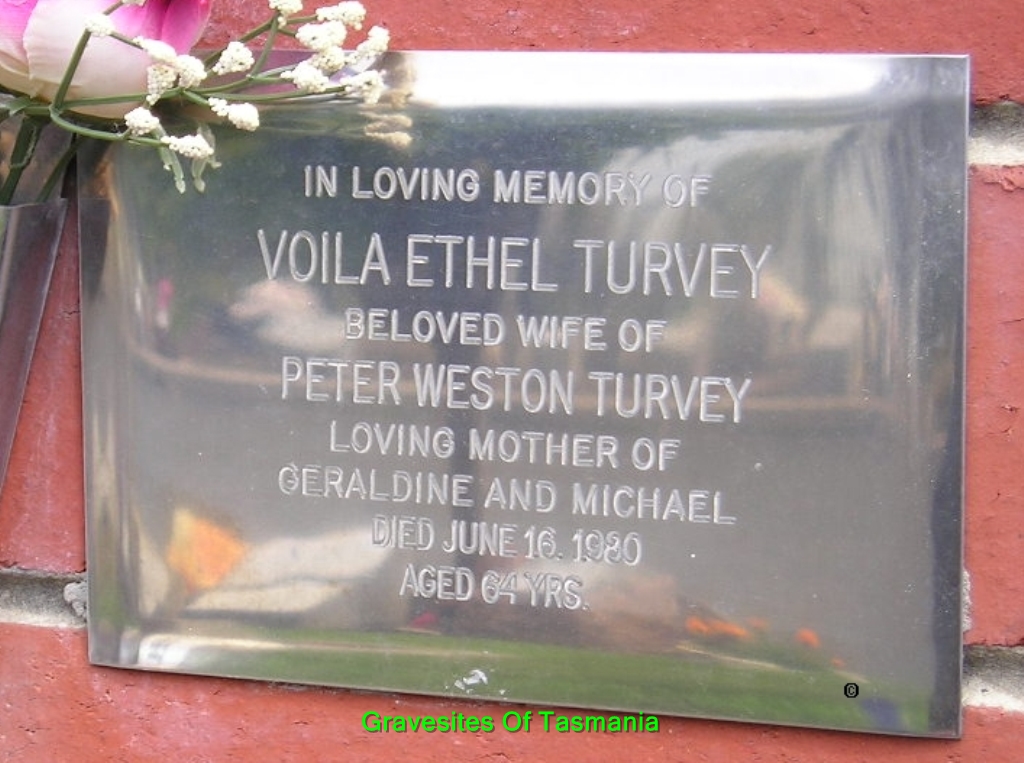 IN LOVING MEMORY OF
VOILA ETHEL TURVEY
BELOVED WIFE OF
PETER WESTON TURVEY
LOVING MOTHER OF
GERALDINE AND MICHAEL
DIED JUNE 16. 1980
AGED 64 YRS.
©
Gravesites Of Tasmania